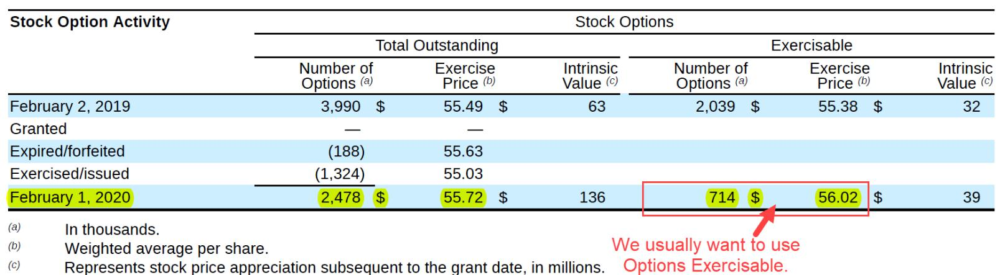 Stock Option Activity Stock Options
Total Outstanding Exercisable
Number of Exercise Intrinsic Number of Exercise Intrinsic
Options (a) Price (b) Value (c) Options (a) Price (b) Value (c)
February 2, 2019 3,990 $ 55.49 $ 63 2,039 $ 55.38 $ 32
Granted — —
Expired/forfeited (188) 55.63
Exercised/issued (1,324) 55.03
February 1, 2020 2,478 $ 55.72 $ 136 714 $ 56.02 $ 39
(a) In thousands.
(b) Weighted average per share.
(c) Represents stock price appreciation subsequent to the grant date, in millions.
We usually want to use
Options Exercisable.